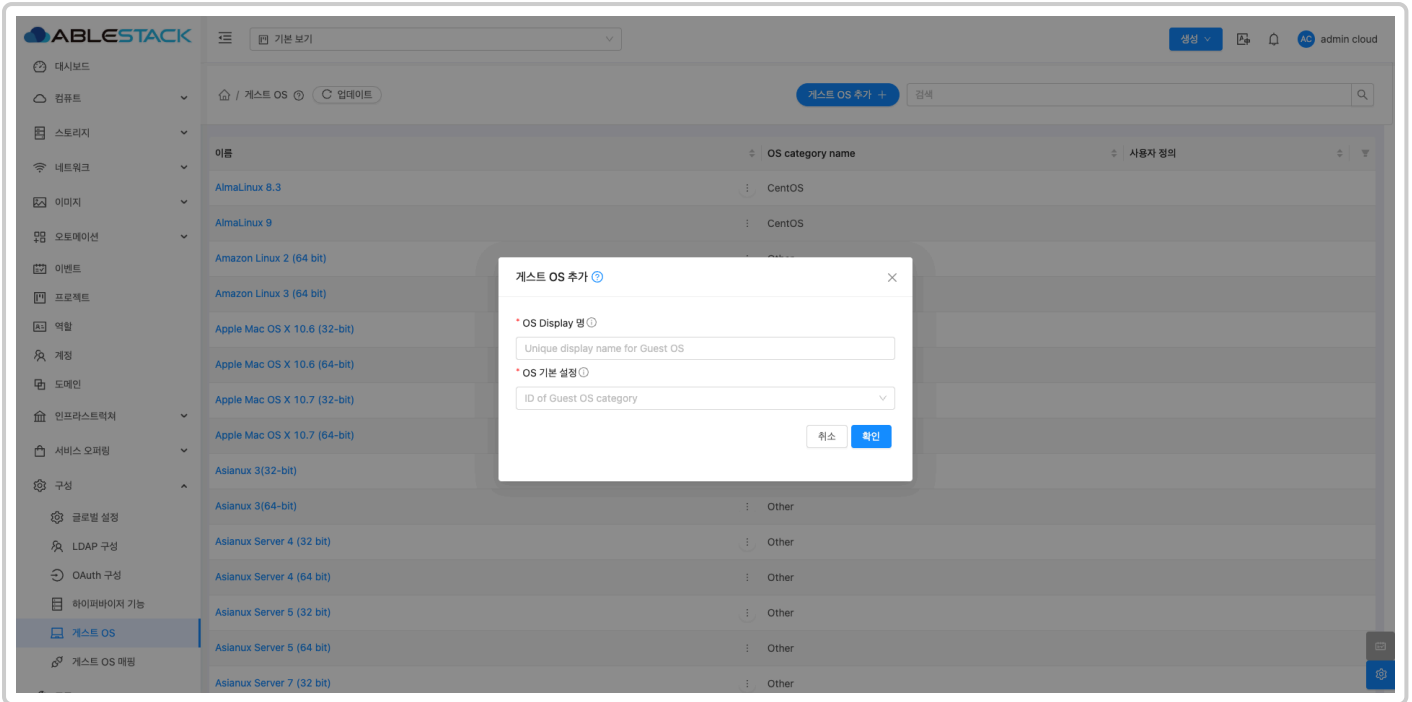 ABLESTACK
기본 보기
생성
AC admin cloud
대시보드
컴퓨트
스토리지
네트워크
이미지
오토메이션
이벤트
프로젝트
역할
계정
도메인
인프라스트럭쳐
서비스 오퍼링
구성
글로벌 설정
LDAP 구성
OAuth 구성
하이퍼바이저 기능
게스트 OS
게스트 OS 매핑
/ 게스트 OS 업데이트
게스트 OS 추가 +
검색
이름 OS category name 사용자 정의
AlmaLinux 8.3 CentOS
AlmaLinux 9 CentOS
Amazon Linux 2 (64 bit) Other
Amazon Linux 3 (64 bit)
Apple Mac OS X 10.6 (32-bit)
Apple Mac OS X 10.6 (64-bit)
Apple Mac OS X 10.7 (32-bit)
Apple Mac OS X 10.7 (64-bit)
Asianux 3(32-bit)
Asianux 3(64-bit) Other
Asianux Server 4 (32 bit) Other
Asianux Server 4 (64 bit) Other
Asianux Server 5 (32 bit) Other
Asianux Server 5 (64 bit) Other
Asianux Server 7 (32 bit) Other
게스트 OS 추가
* OS Display 명
Unique display name for Guest OS
* OS 기본 설정
ID of Guest OS category
취소 확인